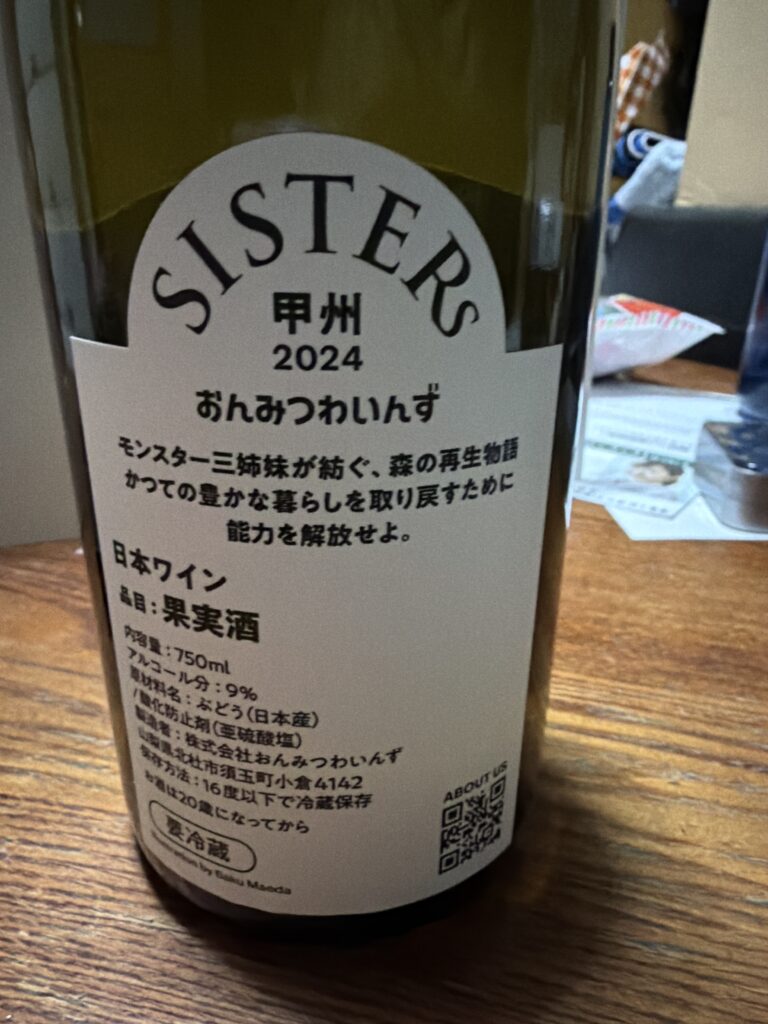 SISTERS
甲州
2024
おんみつわいんず
モンスター三姉妹が紡ぐ、森の再生物語
かつての豊かな暮らしを取り戻すために
能力を解放せよ。
日本ワイン
品目：果実酒
内容量：750ml
アルコール分：9%
原材料名：ぶどう（日本産）
/酸化防止剤（亜硫酸塩）
製造者：株式会社おんみつわいんず
山梨県北杜市須玉町小倉4142
保存方法：16度以下で冷蔵保存
お酒は20歳になってから
要冷蔵
Illustration by Baku Maeda
ABOUT US